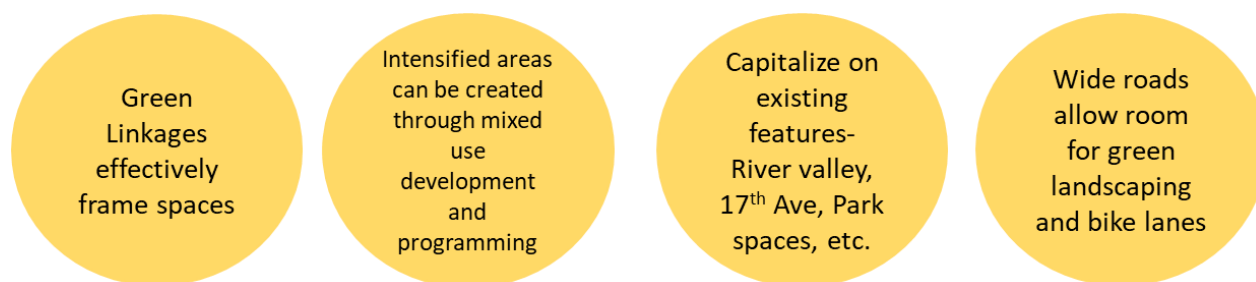 Green
Linkages
effectively
frame spaces
Intensified areas
can be created
through mixed
use
development
and
programming
Capitalize on
existing
features-
River valley,
17th Ave, Park
spaces, etc.
Wide roads
allow room
for green
landscaping
and bike lanes